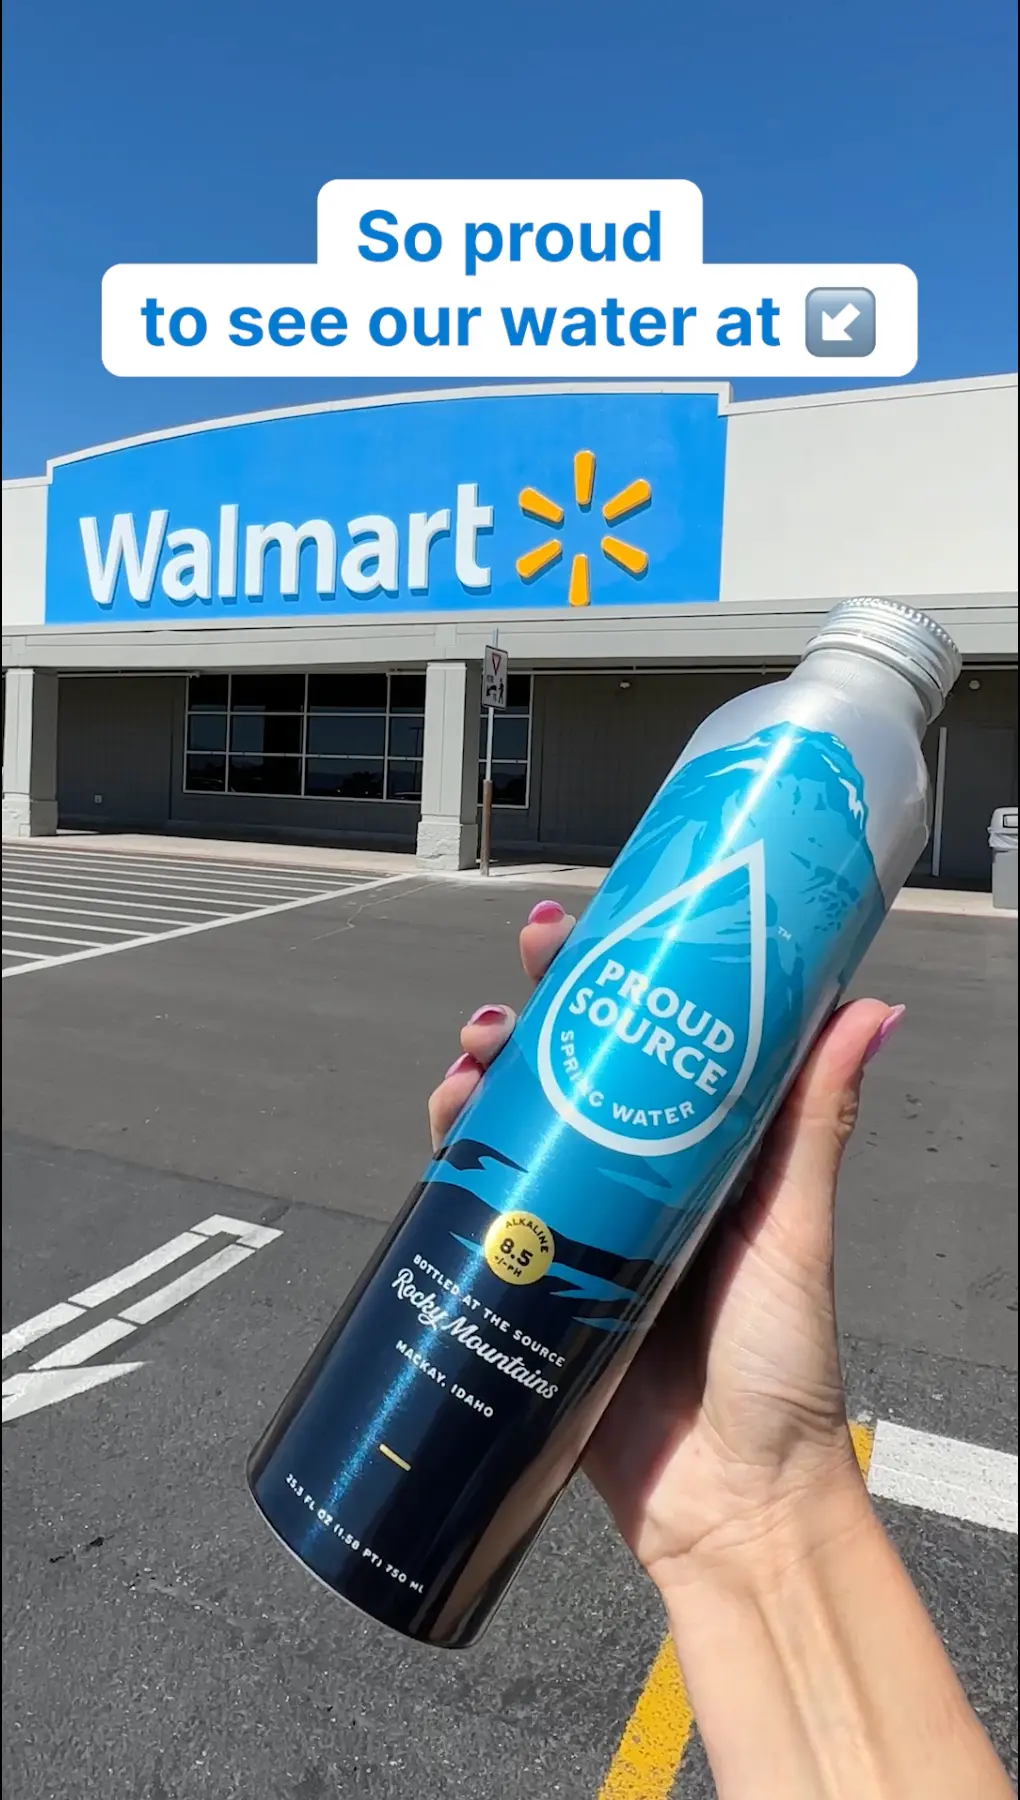 So proud
to see our water at ↙️
Walmart
PROUD
SOURCE
SPRING WATER
™
ALKALINE
8.5
+/- PH
BOTTLED AT THE SOURCE
Rocky Mountains
MACKAY, IDAHO
25.3 FL OZ (1.58 PT) 750 ML